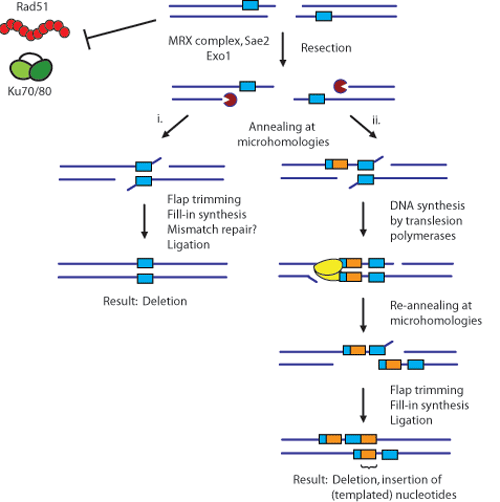 Rad51
Ku70/80
MRX complex, Sae2
Exo1
Resection
i.
ii.
Annealing at
microhomologies
Flap trimming
Fill-in synthesis
Mismatch repair?
Ligation
Result: Deletion
DNA synthesis
by translesion
polymerases
Re-annealing at
microhomologies
Flap trimming
Fill-in synthesis
Ligation
Result: Deletion, insertion of
(templated) nucleotides